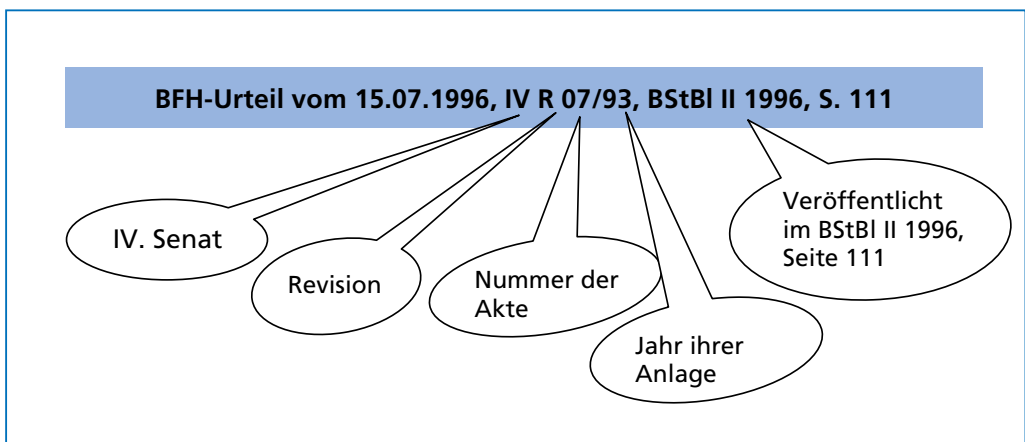 BFH-Urteil vom 15.07.1996, IV R 07/93, BStBl II 1996, S. 111
IV. Senat
Revision
Nummer der
Akte
Jahr ihrer
Anlage
Veröffentlicht
im BStBl II 1996,
Seite 111